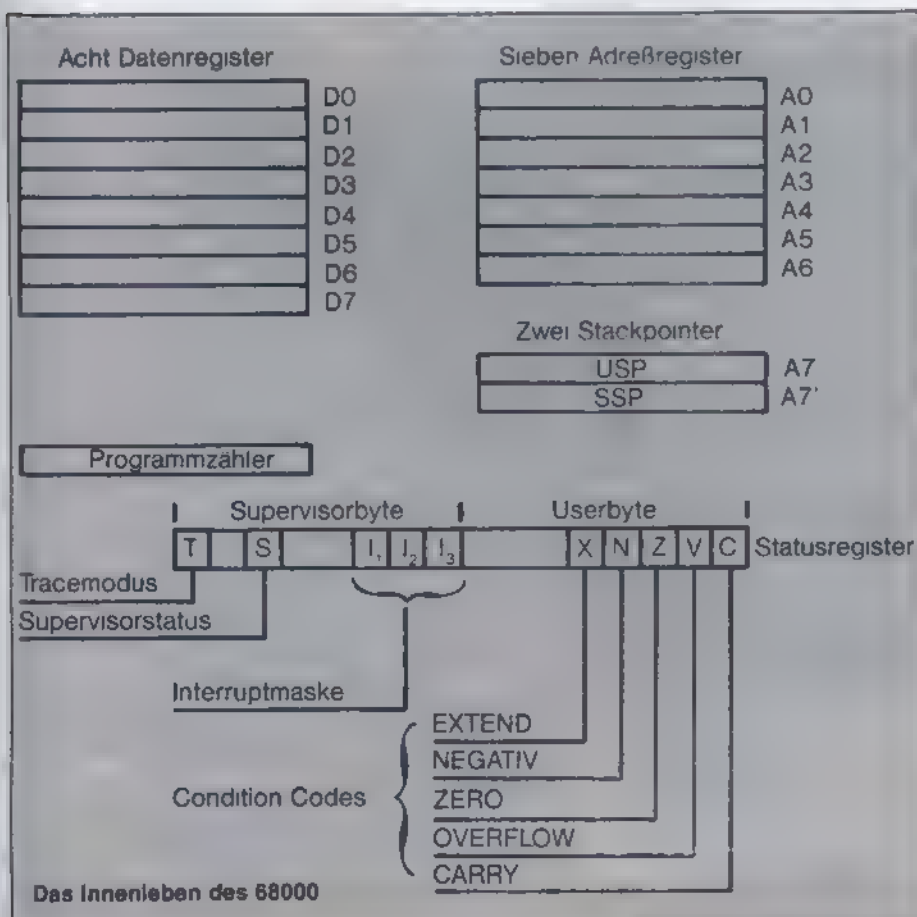 Acht Datenregister
D0
D1
D2
D3
D4
D5
D6
D7
Sieben Adreßregister
A0
A1
A2
A3
A4
A5
A6
Zwei Stackpointer
USP A7
SSP A7'
Programmzähler
Supervisorbyte Userbyte
T S I₁ I₂ I₃ X N Z V C Statusregister
Tracemodus
Supervisorstatus
Interruptmaske
Condition Codes
EXTEND
NEGATIV
ZERO
OVERFLOW
CARRY
Das Innenleben des 68000